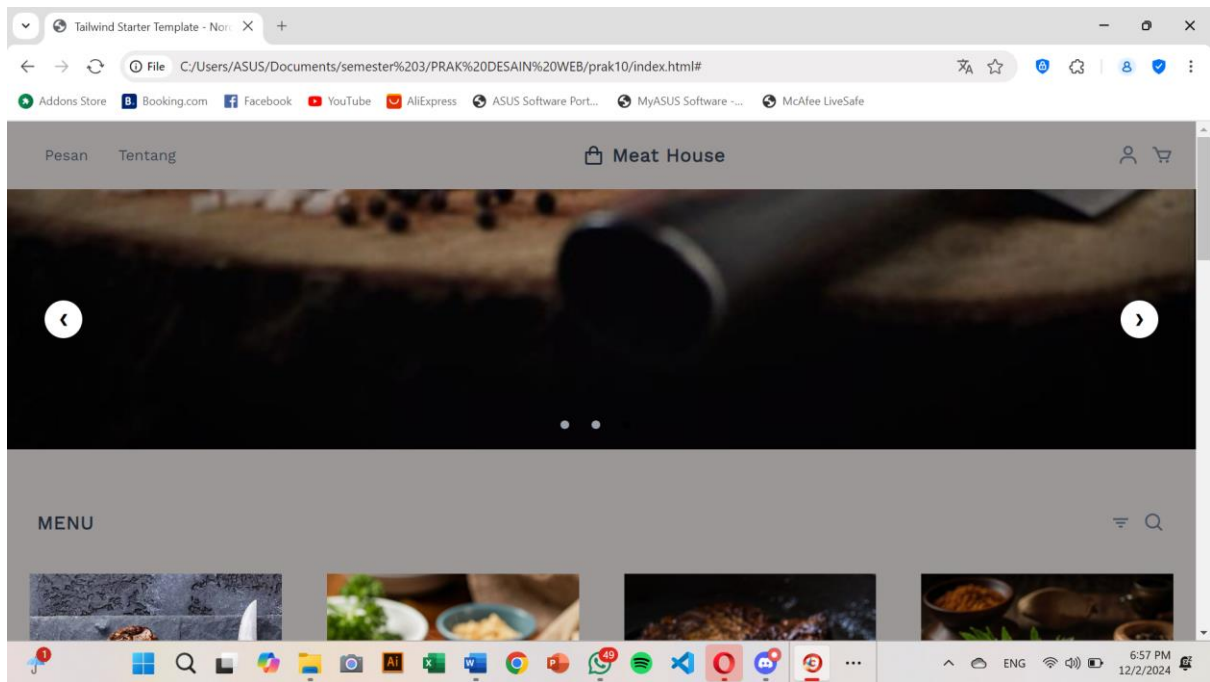 Tailwind Starter Template - Nor
File C:/Users/ASUS/Documents/semester%203/PRAK%20DESAIN%20WEB/prak10/index.html#
Addons Store B. Booking.com Facebook YouTube AliExpress ASUS Software Port... MyASUS Software -... McAfee LiveSafe
Pesan Tentang Meat House
MENU
1 Ai 49 ENG 6:57 PM
12/2/2024